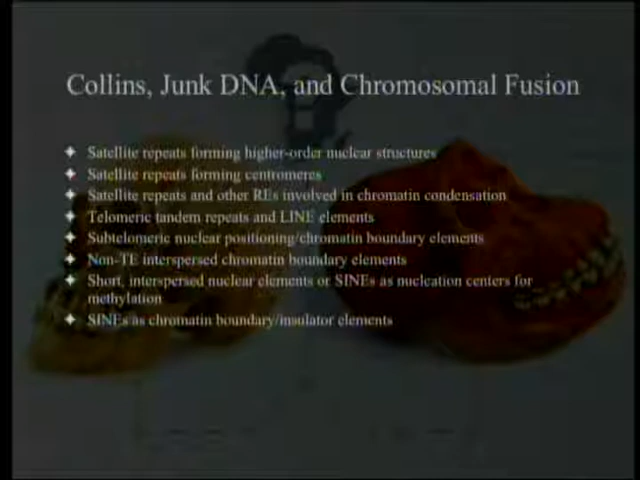 Collins, Junk DNA, and Chromosomal Fusion
Satellite repeats forming higher-order nuclear structures
Satellite repeats forming centromeres
Satellite repeats and other REs involved in chromatin condensation
Telomeric tandem repeats and LINE elements
Subtelomeric nuclear positioning/chromatin boundary elements
Non-TE interspersed chromatin boundary elements
Short, interspersed nuclear elements or SINEs as nucleation centers for
methylation
SINEs as chromatin boundary/insulator elements